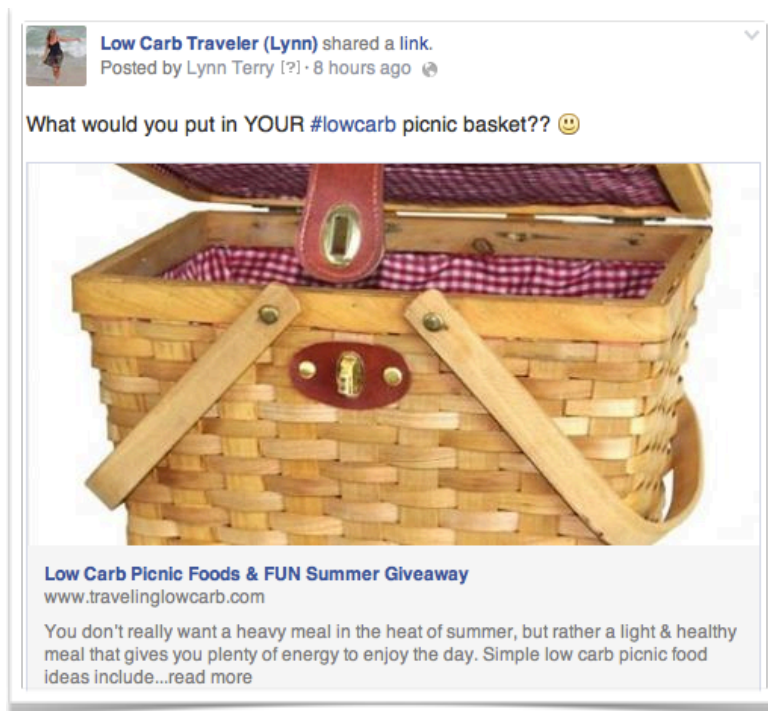 Low Carb Traveler (Lynn) shared a link.
Posted by Lynn Terry [?] · 8 hours ago
What would you put in YOUR #lowcarb picnic basket??
Low Carb Picnic Foods & FUN Summer Giveaway
www.travelinglowcarb.com
You don't really want a heavy meal in the heat of summer, but rather a light & healthy
meal that gives you plenty of energy to enjoy the day. Simple low carb picnic food
ideas include...read more